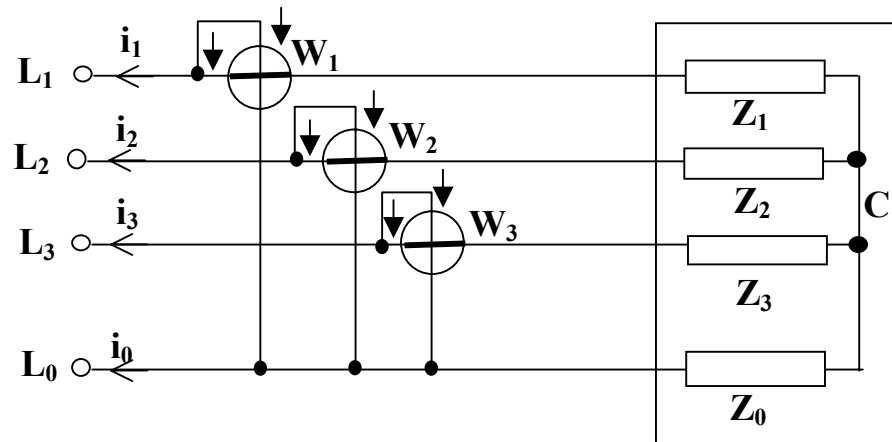 i₁
W₁
L₁
Z₁
i₂
W₂
L₂
Z₂
C
i₃
W₃
L₃
Z₃
i₀
L₀
Z₀